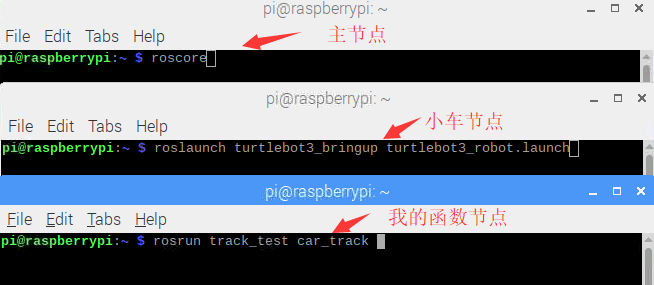 pi@raspberrypi: ~
File Edit Tabs Help
主节点
pi@raspberrypi:~ $ roscore
pi@raspberrypi: ~
File Edit Tabs Help
小车节点
pi@raspberrypi:~ $ roslaunch turtlebot3_bringup turtlebot3_robot.launch
pi@raspberrypi: ~
File Edit Tabs Help
我的函数节点
pi@raspberrypi:~ $ rosrun track_test car_track